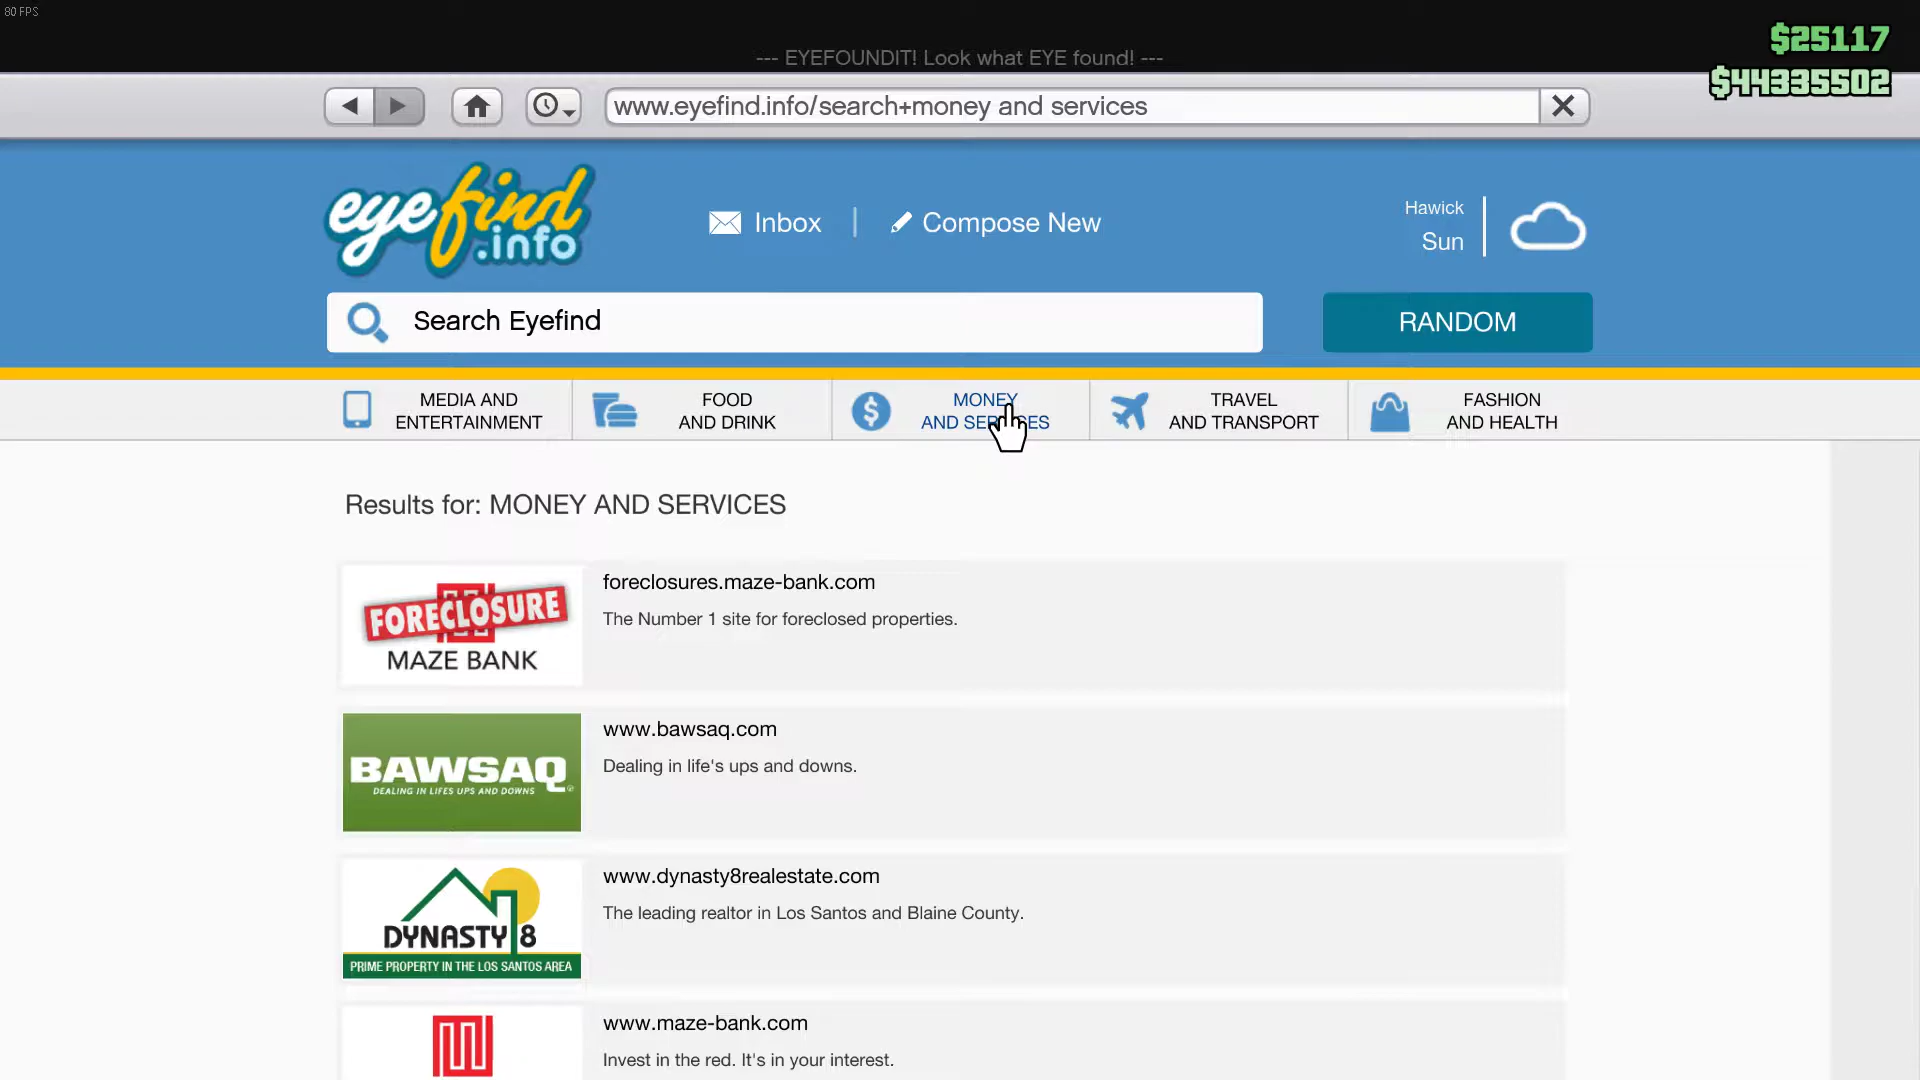 80 FPS
$25117
--- EYEFOUNDIT! Look what EYE found! ---
$44335502
www.eyefind.info/search+money and services
eyefind
.info
Inbox
Compose New
Hawick
Sun
Search Eyefind
RANDOM
MEDIA AND
ENTERTAINMENT
FOOD
AND DRINK
MONEY
AND SERVICES
TRAVEL
AND TRANSPORT
FASHION
AND HEALTH
Results for: MONEY AND SERVICES
FORECLOSURE
MAZE BANK
foreclosures.maze-bank.com
The Number 1 site for foreclosed properties.
BAWSAQ
DEALING IN LIFES UPS AND DOWNS
www.bawsaq.com
Dealing in life's ups and downs.
DYNASTY 8
PRIME PROPERTY IN THE LOS SANTOS AREA
www.dynasty8realestate.com
The leading realtor in Los Santos and Blaine County.
www.maze-bank.com
Invest in the red. It's in your interest.